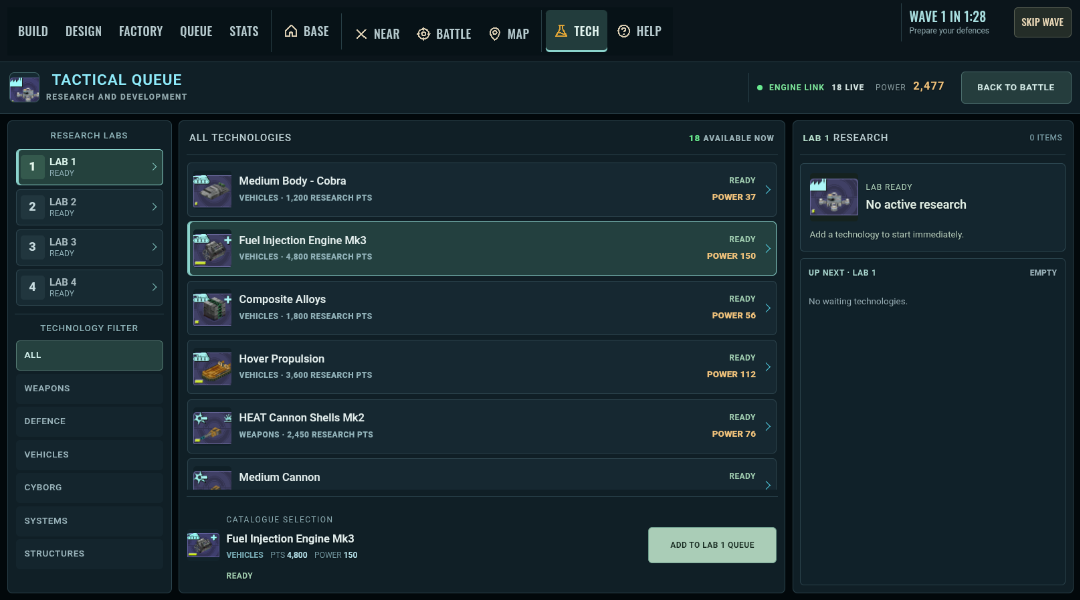 BUILD DESIGN FACTORY QUEUE STATS BASE NEAR BATTLE MAP TECH HELP
WAVE 1 IN 1:28
Prepare your defences
SKIP WAVE
TACTICAL QUEUE
RESEARCH AND DEVELOPMENT
ENGINE LINK 18 LIVE POWER 2,477
BACK TO BATTLE
RESEARCH LABS
1 LAB 1
READY
2 LAB 2
READY
3 LAB 3
READY
4 LAB 4
READY
TECHNOLOGY FILTER
ALL
WEAPONS
DEFENCE
VEHICLES
CYBORG
SYSTEMS
STRUCTURES
ALL TECHNOLOGIES
18 AVAILABLE NOW
Medium Body - Cobra
VEHICLES · 1,200 RESEARCH PTS
READY
POWER 37
Fuel Injection Engine Mk3
VEHICLES · 4,800 RESEARCH PTS
READY
POWER 150
Composite Alloys
VEHICLES · 1,800 RESEARCH PTS
READY
POWER 56
Hover Propulsion
VEHICLES · 3,600 RESEARCH PTS
READY
POWER 112
HEAT Cannon Shells Mk2
WEAPONS · 2,450 RESEARCH PTS
READY
POWER 76
Medium Cannon
READY
CATALOGUE SELECTION
Fuel Injection Engine Mk3
VEHICLES PTS 4,800 POWER 150
READY
ADD TO LAB 1 QUEUE
LAB 1 RESEARCH
0 ITEMS
LAB READY
No active research
Add a technology to start immediately.
UP NEXT · LAB 1
EMPTY
No waiting technologies.